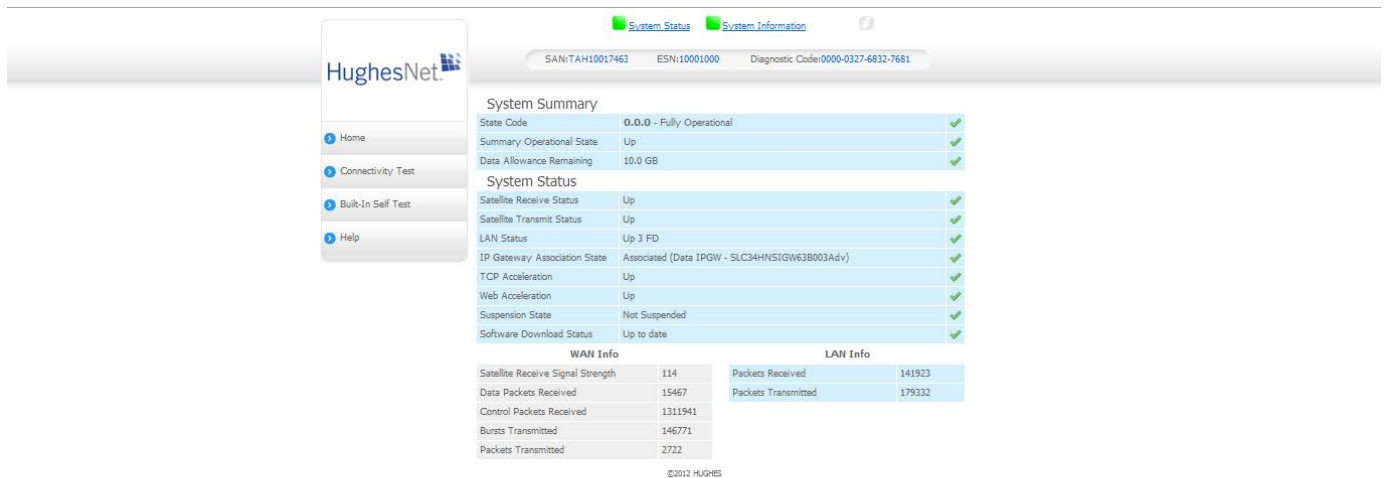 System Status System Information
HughesNet.
SAN:TAH10017463 ESN:10001000 Diagnostic Code:0000-0327-6832-7681
Home
Connectivity Test
Built-In Self Test
Help
System Summary
State Code 0.0.0 - Fully Operational
Summary Operational State Up
Data Allowance Remaining 10.0 GB
System Status
Satellite Receive Status Up
Satellite Transmit Status Up
LAN Status Up 3 FD
IP Gateway Association State Associated (Data IPGW - SLC34HNSIGW63B003Adv)
TCP Acceleration Up
Web Acceleration Up
Suspension State Not Suspended
Software Download Status Up to date
WAN Info
Satellite Receive Signal Strength 114
Data Packets Received 15467
Control Packets Received 1311941
Bursts Transmitted 146771
Packets Transmitted 2722
LAN Info
Packets Received 141923
Packets Transmitted 179332
©2012 HUGHES